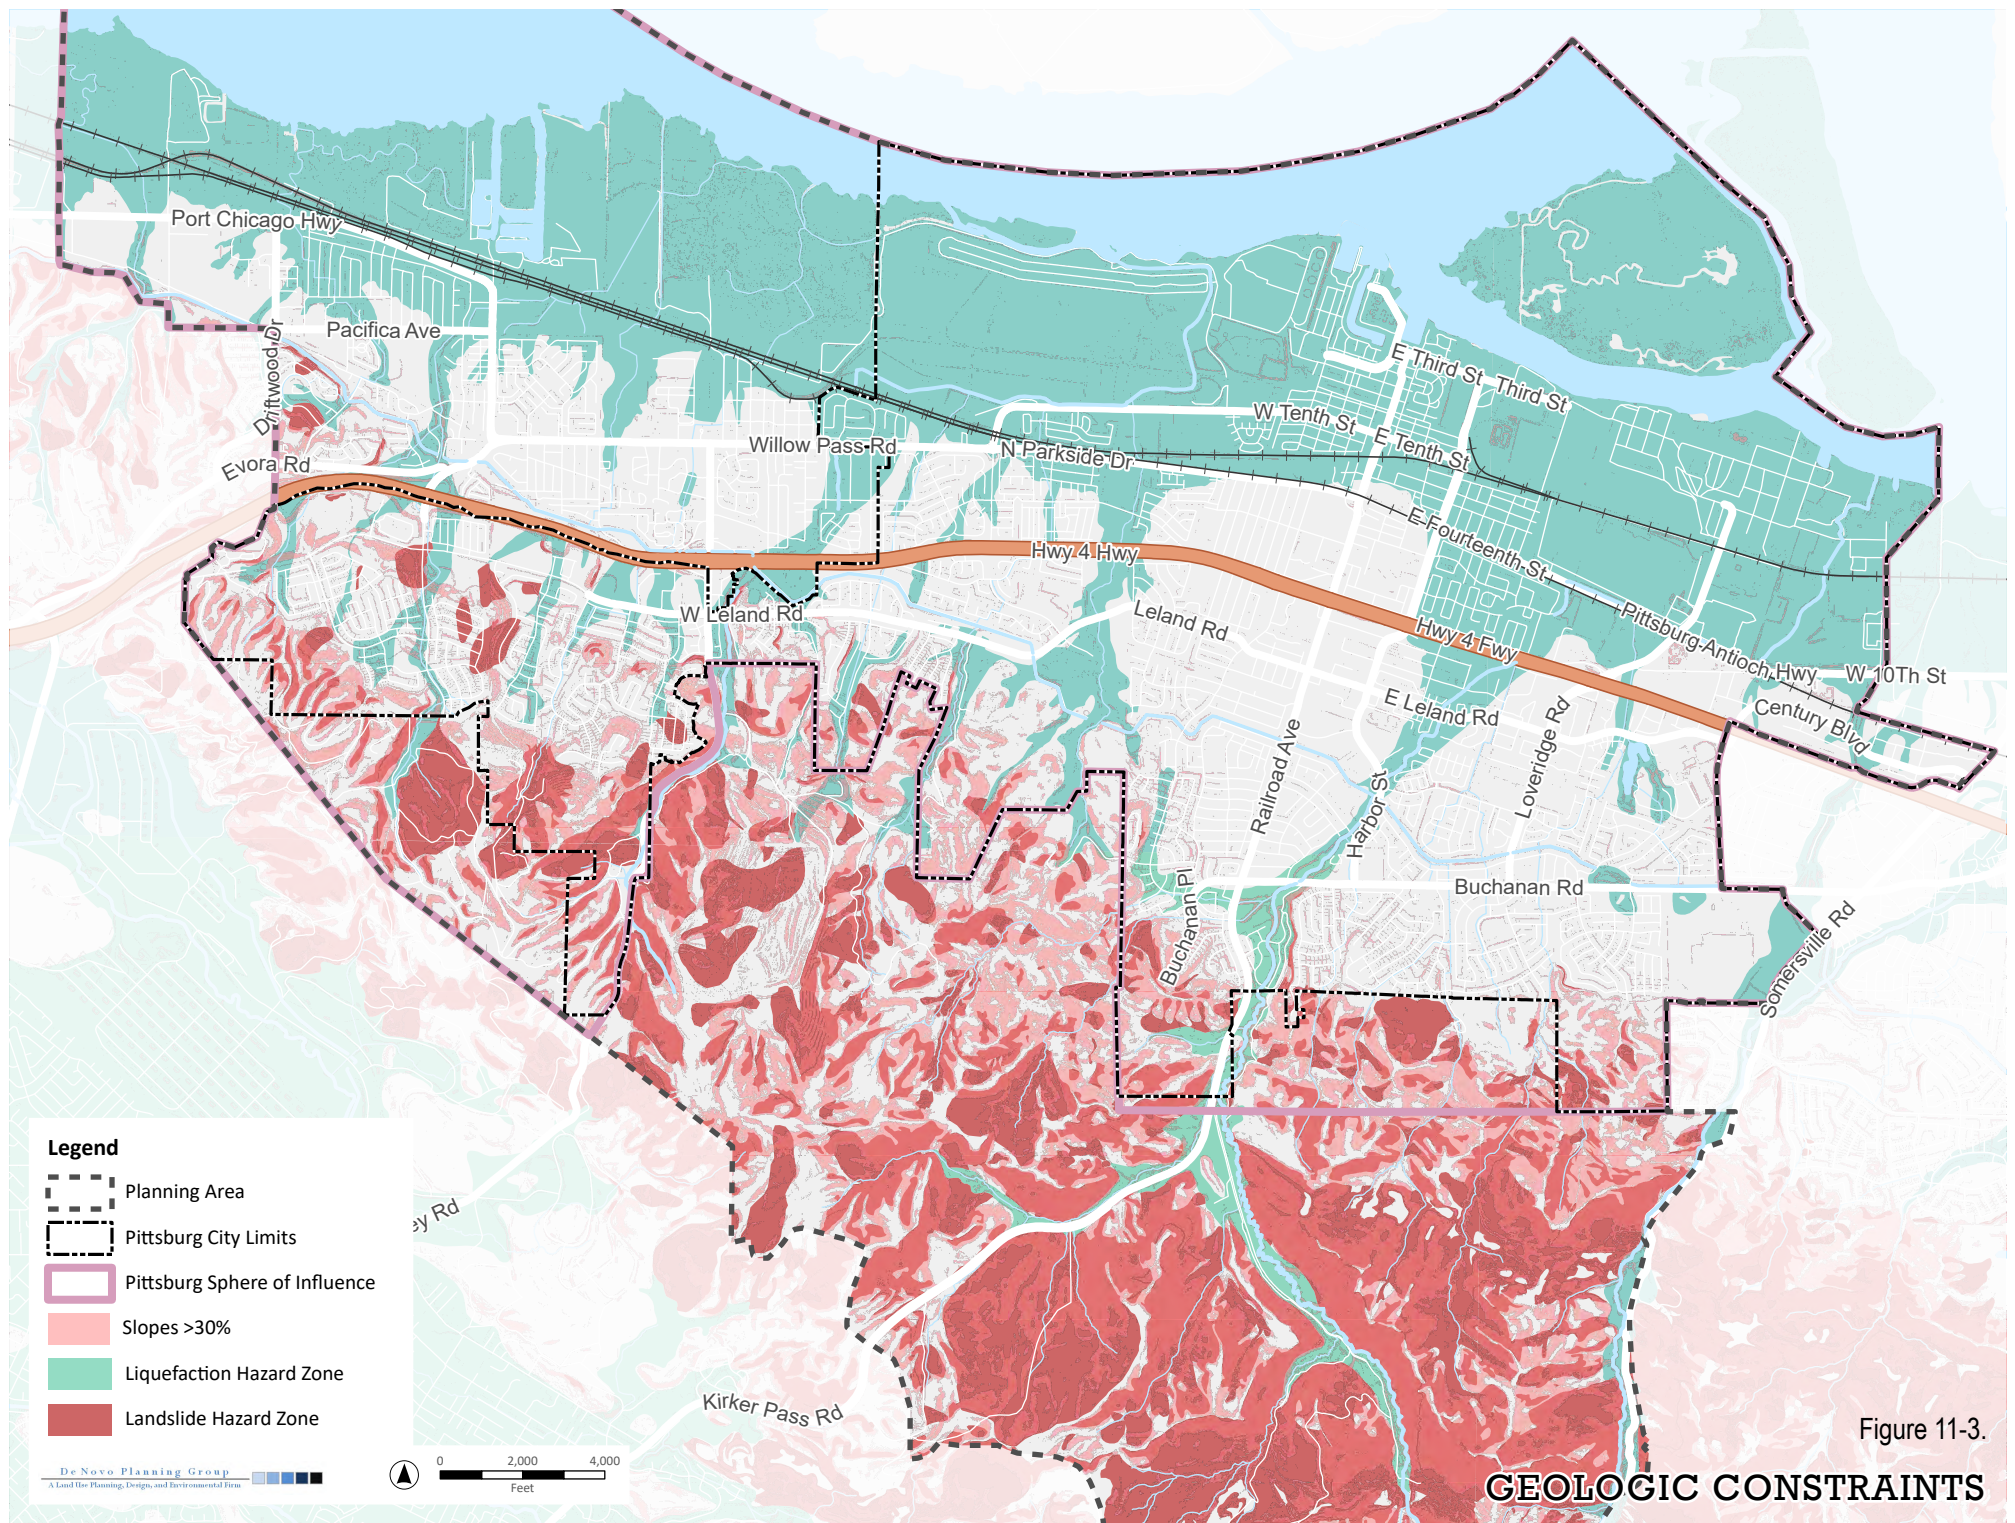 Port Chicago Hwy
Pacifica Ave
Driftwood Dr
Evora Rd
Willow Pass Rd
N Parkside Dr
W Tenth St
E Third St
Third St
E Tenth St
E Fourteenth St
Hwy 4 Hwy
W Leland Rd
Leland Rd
Hwy 4 Fwy
Pittsburg-Antioch Hwy
W 10Th St
Century Blvd
E Leland Rd
Loveridge Rd
Railroad Ave
Harbor St
Buchanan Rd
Buchanan Pl
Somersville Rd
ey Rd
Kirker Pass Rd
Legend
Planning Area
Pittsburg City Limits
Pittsburg Sphere of Influence
Slopes >30%
Liquefaction Hazard Zone
Landslide Hazard Zone
De Novo Planning Group
A Land Use Planning, Design, and Environmental Firm
0 2,000 4,000
Feet
Figure 11-3.
GEOLOGIC CONSTRAINTS